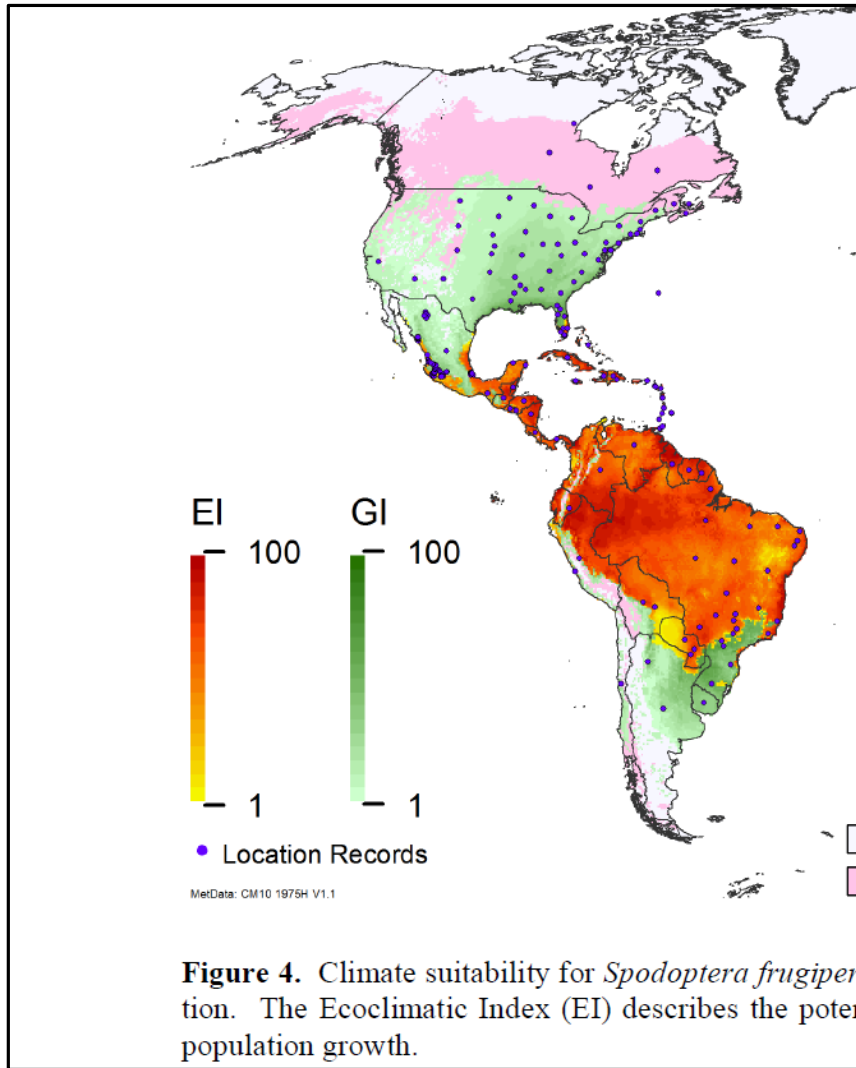 EI
GI
100
100
1
1
Location Records
MetData: CM10 1975H V1.1
Figure 4. Climate suitability for Spodoptera frugiper
tion. The Ecoclimatic Index (EI) describes the poter
population growth.